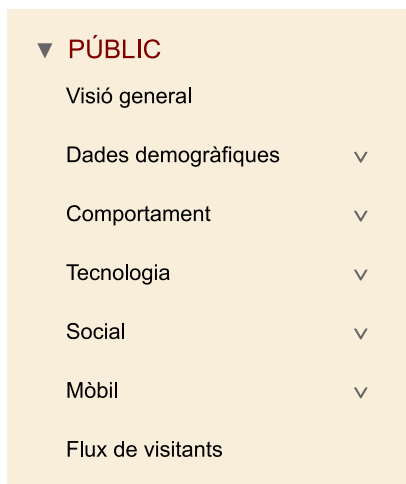 PÚBLIC
Visió general
Dades demogràfiques
Comportament
Tecnologia
Social
Mòbil
Flux de visitants